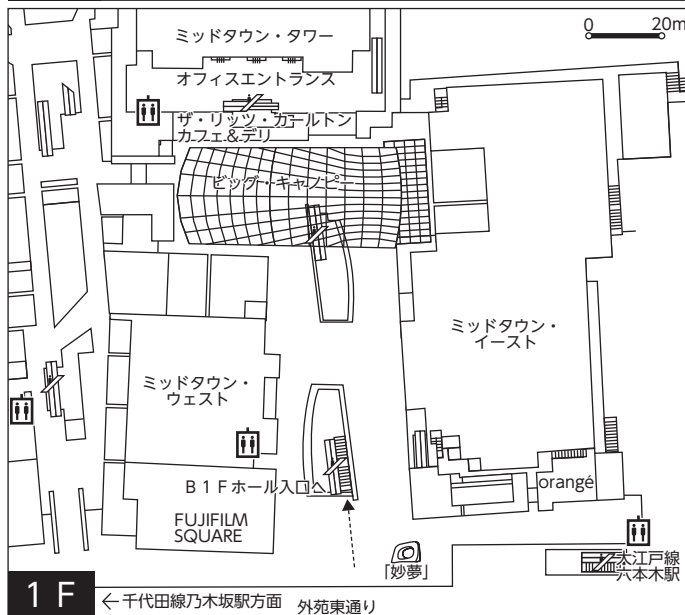 0 20m
ミッドタウン・タワー
オフィスエントランス
ザ・リッツ・カールトン
カフェ&デリ
ビッグ・キャノピー
ミッドタウン・
イースト
ミッドタウン・
ウェスト
B1Fホール入口へ
orangé
FUJIFILM
SQUARE
「妙夢」
大江戸線
六本木駅
1F
←千代田線乃木坂駅方面
外苑東通り